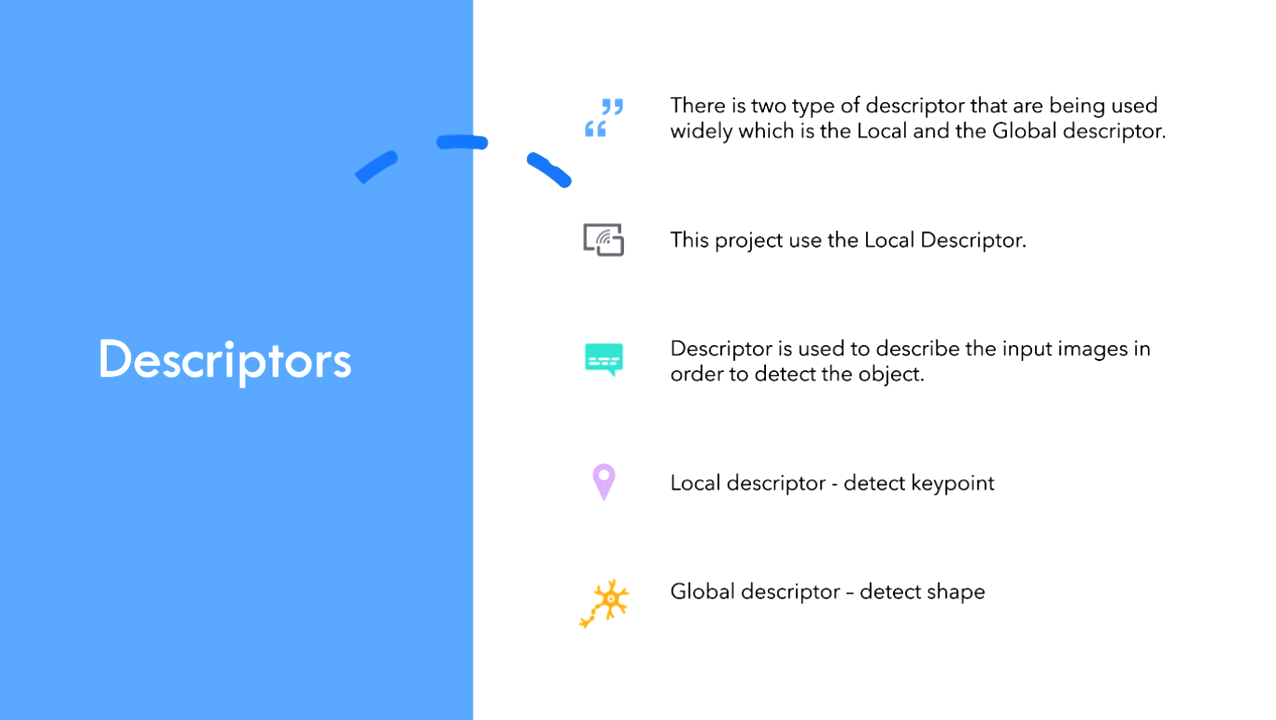 Descriptors
There is two type of descriptor that are being used
widely which is the Local and the Global descriptor.
This project use the Local Descriptor.
Descriptor is used to describe the input images in
order to detect the object.
Local descriptor - detect keypoint
Global descriptor – detect shape